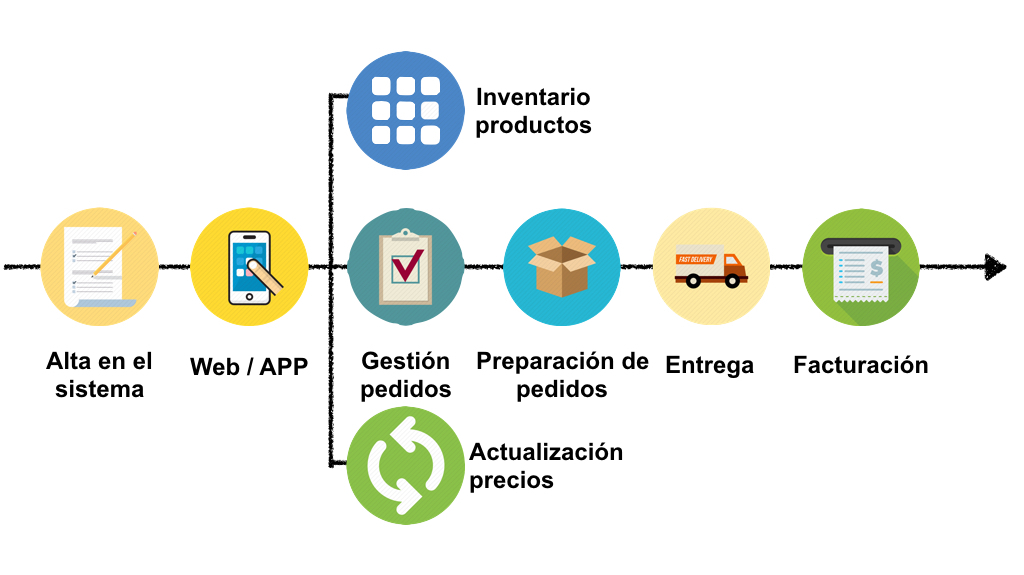 Inventario
productos
FAST DELIVERY
$
Alta en el
sistema
Web / APP
Gestión
pedidos
Preparación de
pedidos
Entrega
Facturación
Actualización
precios